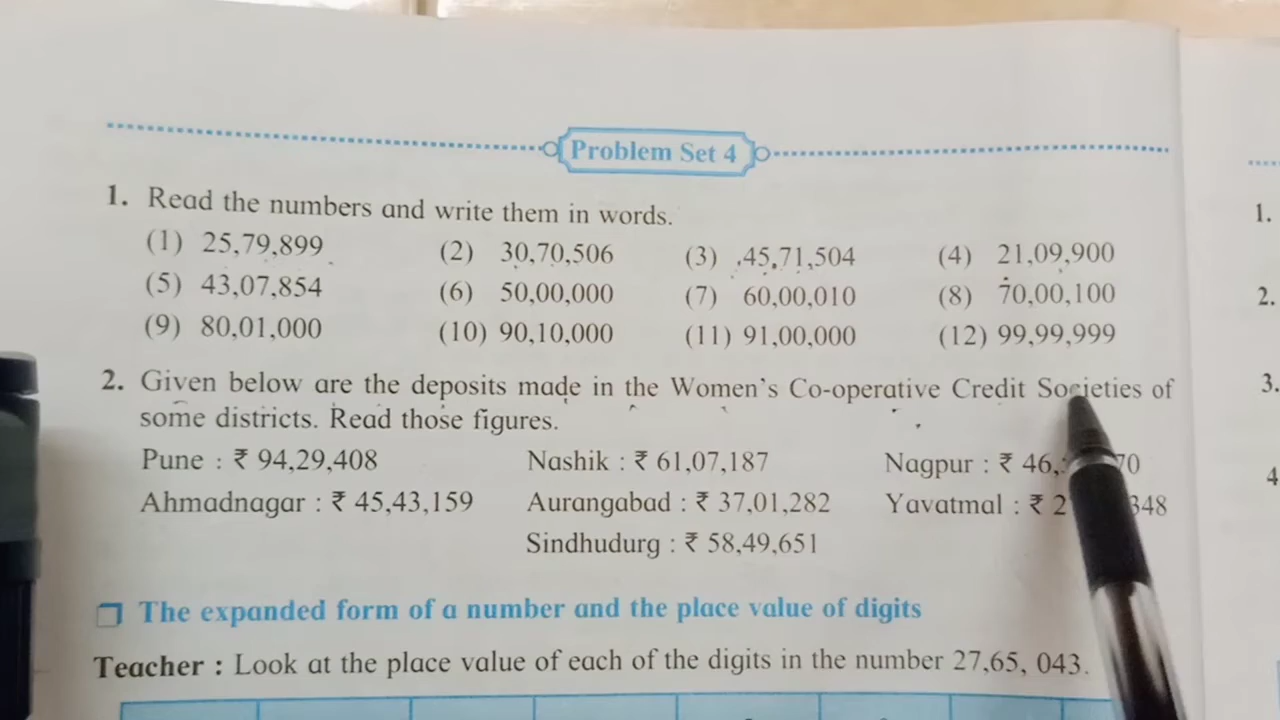 Problem Set 4
1. Read the numbers and write them in words.
(1) 25,79,899 (2) 30,70,506 (3) 45,71,504 (4) 21,09,900
(5) 43,07,854 (6) 50,00,000 (7) 60,00,010 (8) 70,00,100
(9) 80,01,000 (10) 90,10,000 (11) 91,00,000 (12) 99,99,999
2. Given below are the deposits made in the Women's Co-operative Credit Societies of
some districts. Read those figures.
Pune : ₹ 94,29,408 Nashik : ₹ 61,07,187 Nagpur : ₹
Ahmadnagar : ₹ 45,43,159 Aurangabad : ₹ 37,01,282 Yavatmal : ₹
Sindhudurg : ₹ 58,49,651
The expanded form of a number and the place value of digits
Teacher : Look at the place value of each of the digits in the number 27,65, 043.
1.
2.
3.
4